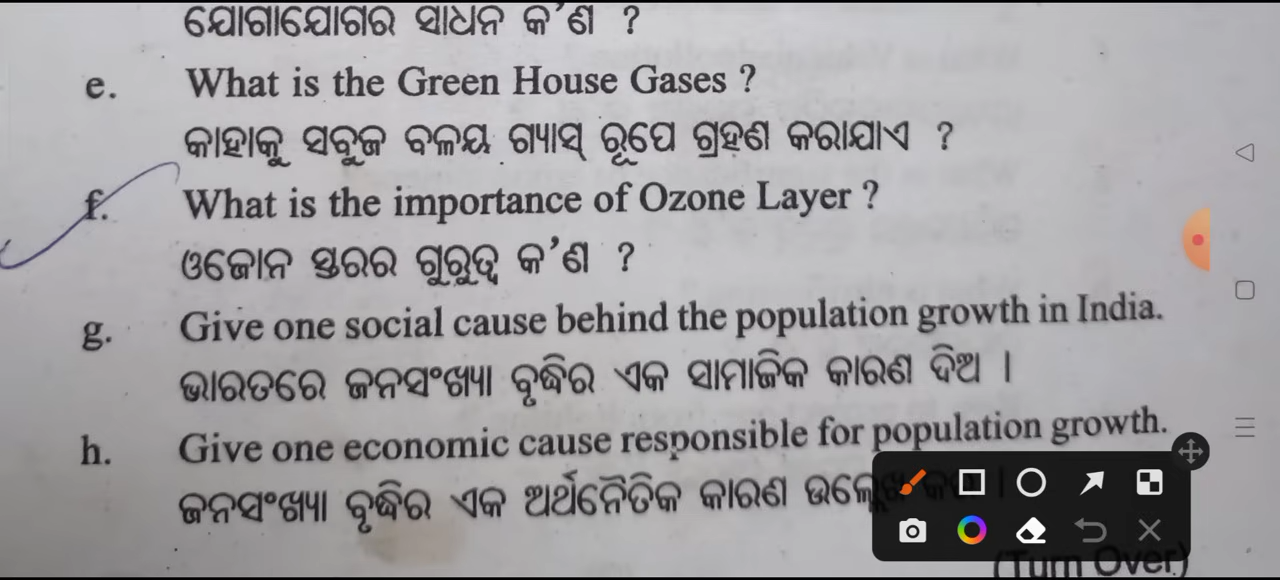 ଯୋଗାଯୋଗର ସାଧନ କ'ଣ ?
e. What is the Green House Gases ?
କାହାକୁ ସବୁଜ ବଳୟ ଗ୍ୟାସ୍ ରୂପେ ଗ୍ରହଣ କରାଯାଏ ?
f. What is the importance of Ozone Layer ?
ଓଜୋନ ସ୍ତରର ଗୁରୁତ୍ୱ କ'ଣ ?
g. Give one social cause behind the population growth in India.
ଭାରତରେ ଜନସଂଖ୍ୟା ବୃଦ୍ଧିର ଏକ ସାମାଜିକ କାରଣ ଦିଅ ।
h. Give one economic cause responsible for population growth.
ଜନସଂଖ୍ୟା ବୃଦ୍ଧିର ଏକ ଅର୍ଥନୈତିକ କାରଣ
(Turn Over)